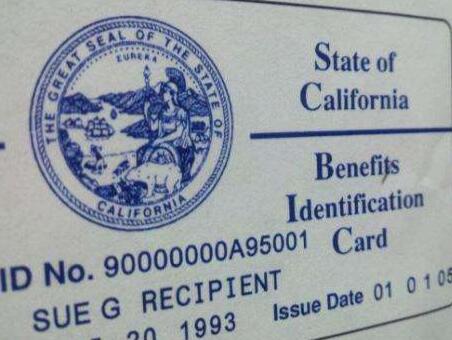 THE GREAT SEAL OF THE STATE OF CALIFORNIA
EUREKA
State of
California
Benefits
Identification
Card
ID No. 90000000A95001
SUE G RECIPIENT
20 1993
Issue Date 01 01 05